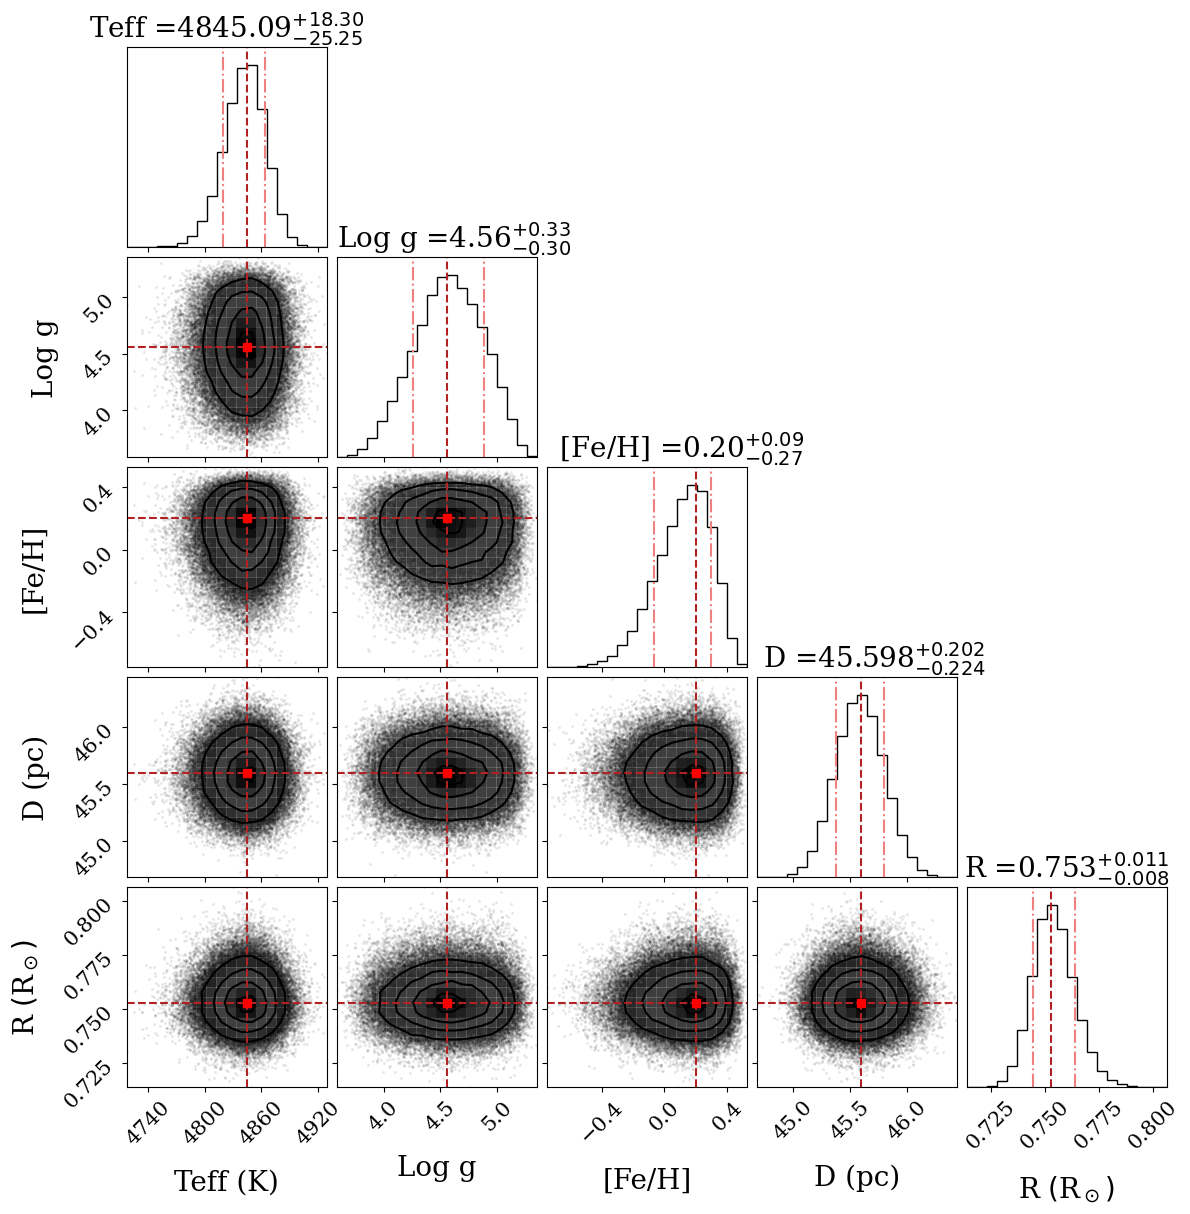 Teff =4845.09+18.30−25.25
Log g =4.56+0.33−0.30
Log g
5.0
4.5
4.0
[Fe/H] =0.20+0.09−0.27
[Fe/H]
0.4
0.0
−0.4
D =45.598+0.202−0.224
D (pc)
46.0
45.5
45.0
R =0.753+0.011−0.008
R (R⊙)
0.800
0.775
0.750
0.725
4740 4800 4860 4920
4.0 4.5 5.0
−0.4 0.0 0.4
45.0 45.5 46.0
0.725 0.750 0.775 0.800
Teff (K)
Log g
[Fe/H]
D (pc)
R (R⊙)